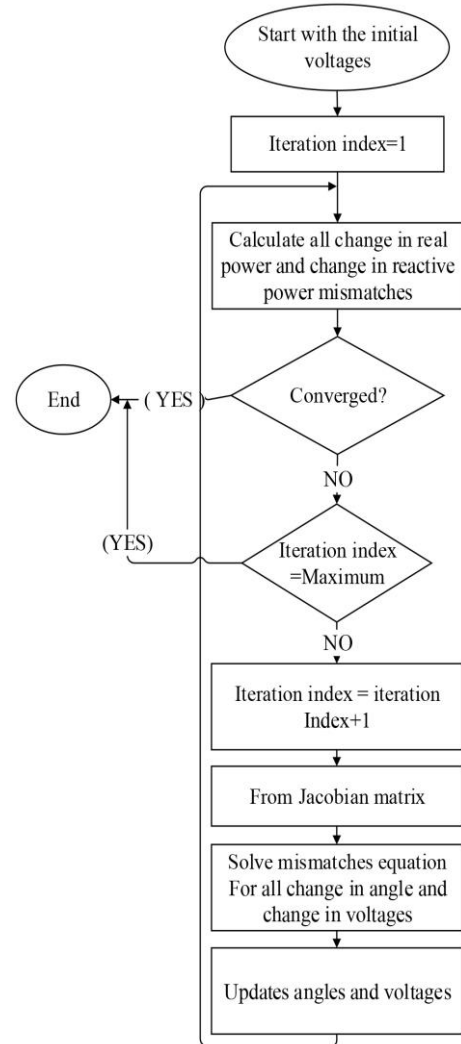 Start with the initial
voltages
Iteration index=1
Calculate all change in real
power and change in reactive
power mismatches
End
( YES )
Converged?
NO
(YES)
Iteration index
=Maximum
NO
Iteration index = iteration
Index+1
From Jacobian matrix
Solve mismatches equation
For all change in angle and
change in voltages
Updates angles and voltages